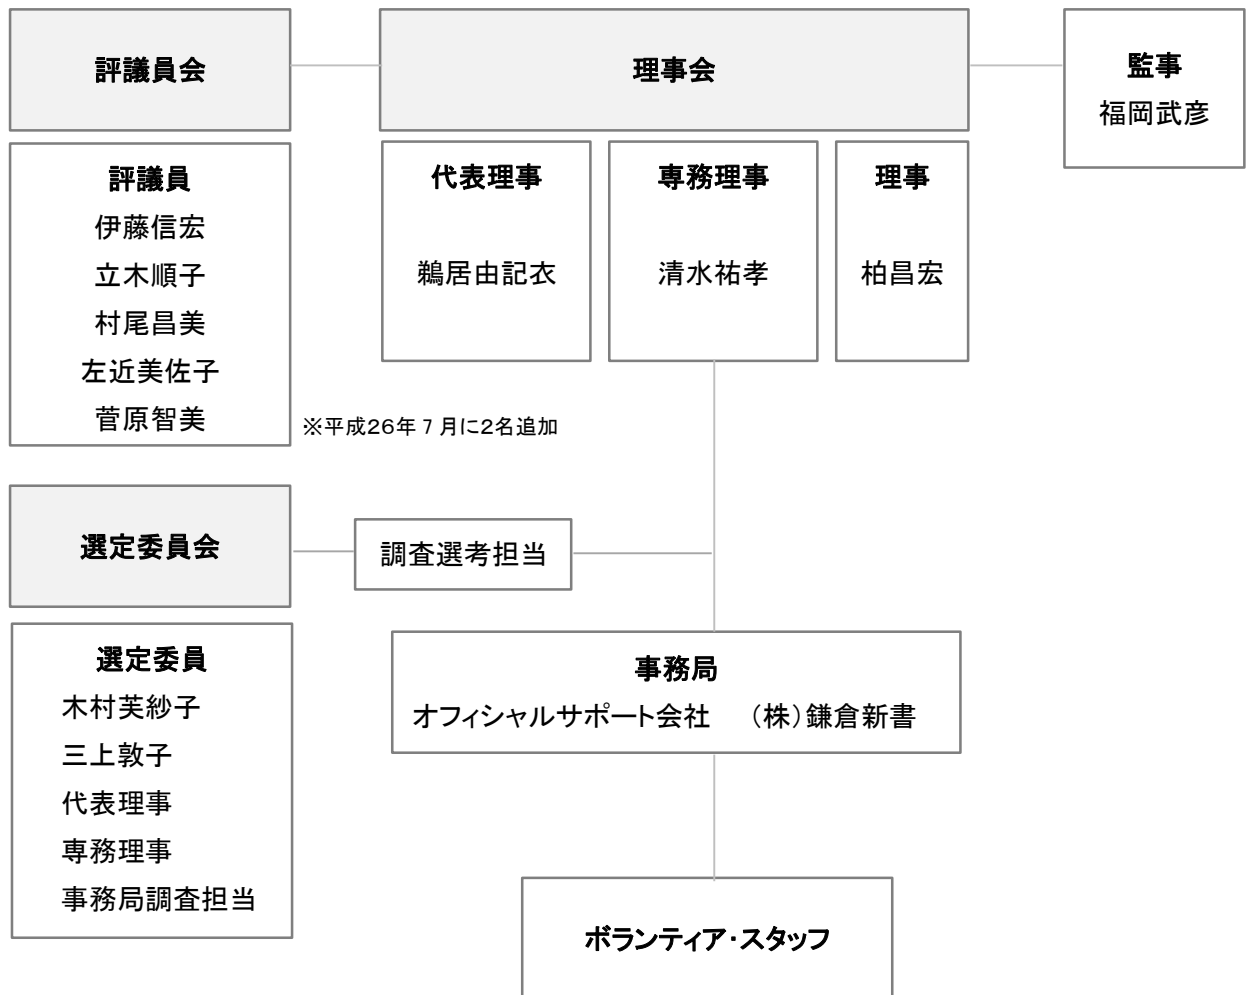 評議員会
理事会
監事
福岡武彦
評議員
伊藤信宏
立木順子
村尾昌美
左近美佐子
菅原智美
代表理事
鵜居由記衣
専務理事
清水祐孝
理事
柏昌宏
※平成26年7月に2名追加
選定委員会
調査選考担当
選定委員
木村芙紗子
三上敦子
代表理事
専務理事
事務局調査担当
事務局
オフィシャルサポート会社 （株）鎌倉新書
ボランティア・スタッフ